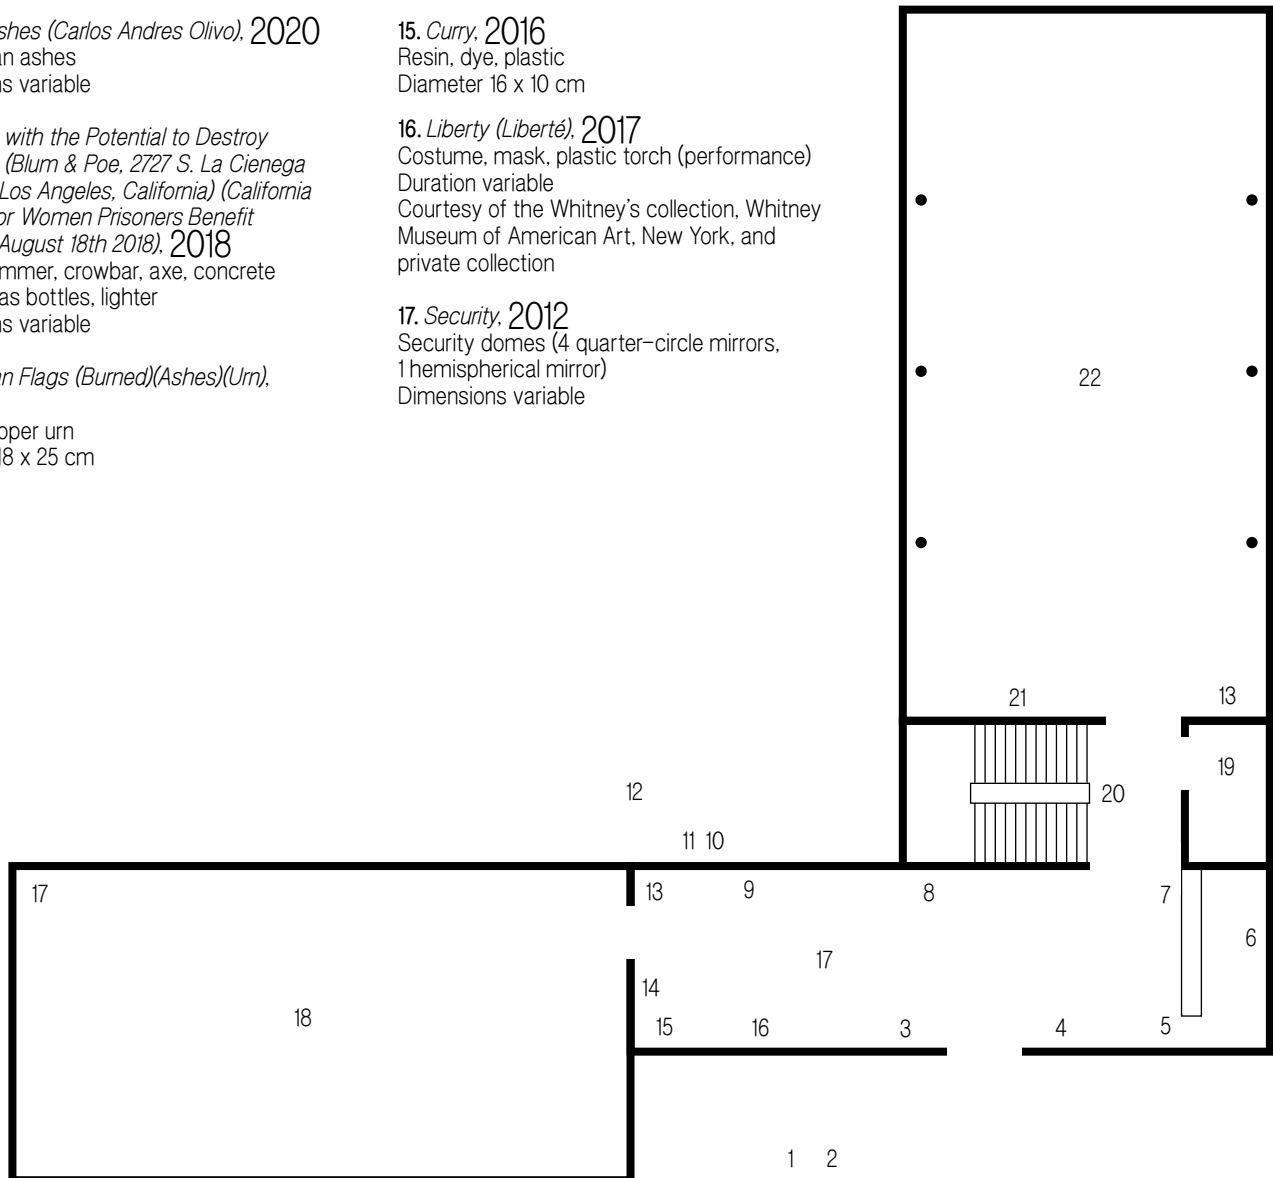 shes (Carlos Andres Olivo), 2020
an ashes
ns variable
with the Potential to Destroy
(Blum & Poe, 2727 S. La Cienega
Los Angeles, California) (California
or Women Prisoners Benefit
August 18th 2018), 2018
mmer, crowbar, axe, concrete
as bottles, lighter
ns variable
an Flags (Burned)(Ashes)(Urn),
oper urn
18 x 25 cm
15. Curry, 2016
Resin, dye, plastic
Diameter 16 x 10 cm
16. Liberty (Liberté), 2017
Costume, mask, plastic torch (performance)
Duration variable
Courtesy of the Whitney’s collection, Whitney
Museum of American Art, New York, and
private collection
17. Security, 2012
Security domes (4 quarter-circle mirrors,
1 hemispherical mirror)
Dimensions variable
22
21
13
19
20
12
11 10
17
13
9
8
7
6
17
14
18
15
16
3
4
5
1
2